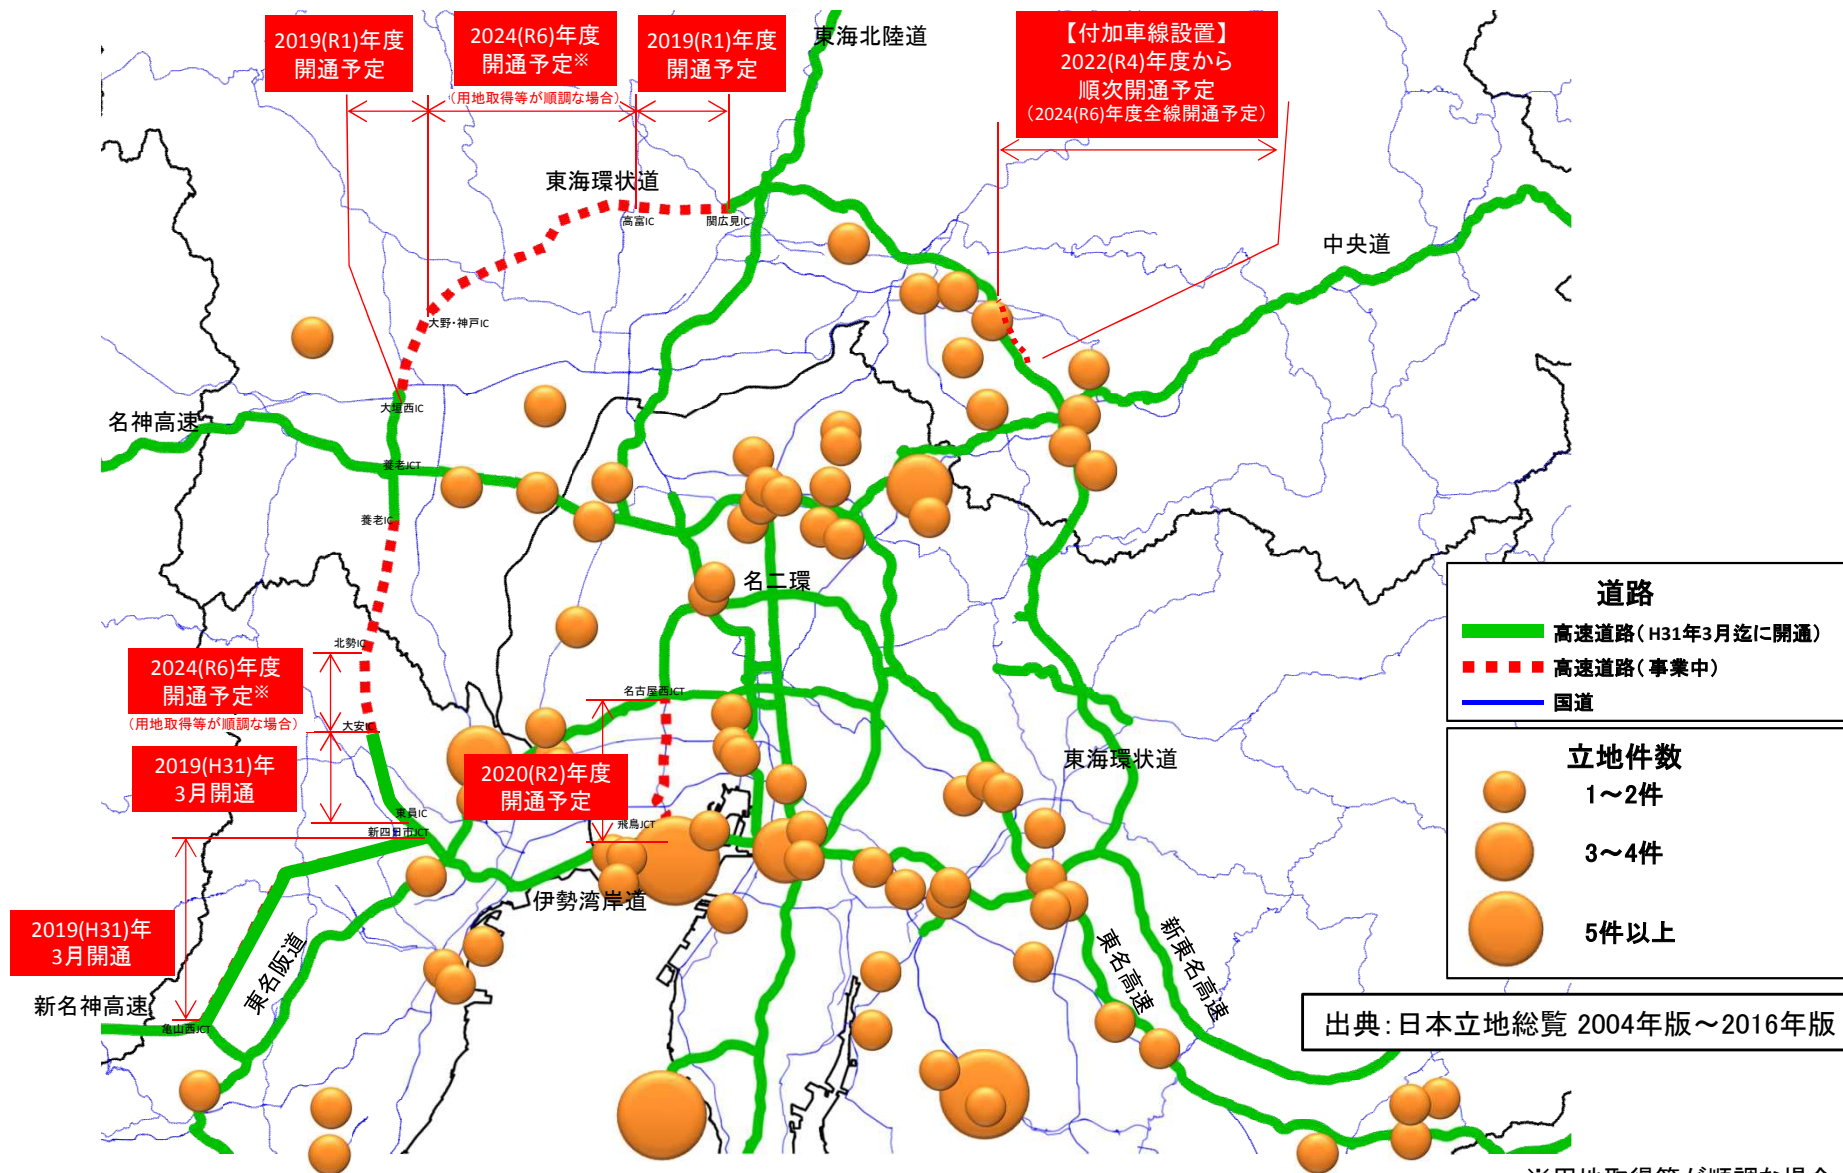 2019(R1)年度
開通予定
2024(R6)年度
開通予定※
(用地取得等が順調な場合)
2019(R1)年度
開通予定
東海北陸道
【付加車線設置】
2022(R4)年度から
順次開通予定
(2024(R6)年度全線開通予定)
東海環状道
高富IC
関広見IC
中央道
大野・神戸IC
大垣西IC
名神高速
養老JCT
養老IC
名二環
北勢IC
2024(R6)年度
開通予定※
(用地取得等が順調な場合)
大安IC
名古屋西JCT
2019(H31)年
3月開通
2020(R2)年度
開通予定
東海環状道
東員IC
新四日市JCT
飛島JCT
伊勢湾岸道
2019(H31)年
3月開通
東名阪道
新名神高速
亀山西JCT
東名高速
新東名高速
道路
高速道路(H31年3月迄に開通)
高速道路(事業中)
国道
立地件数
1～2件
3～4件
5件以上
出典:日本立地総覧 2004年版～2016年版
※用地取得等が順調な場合